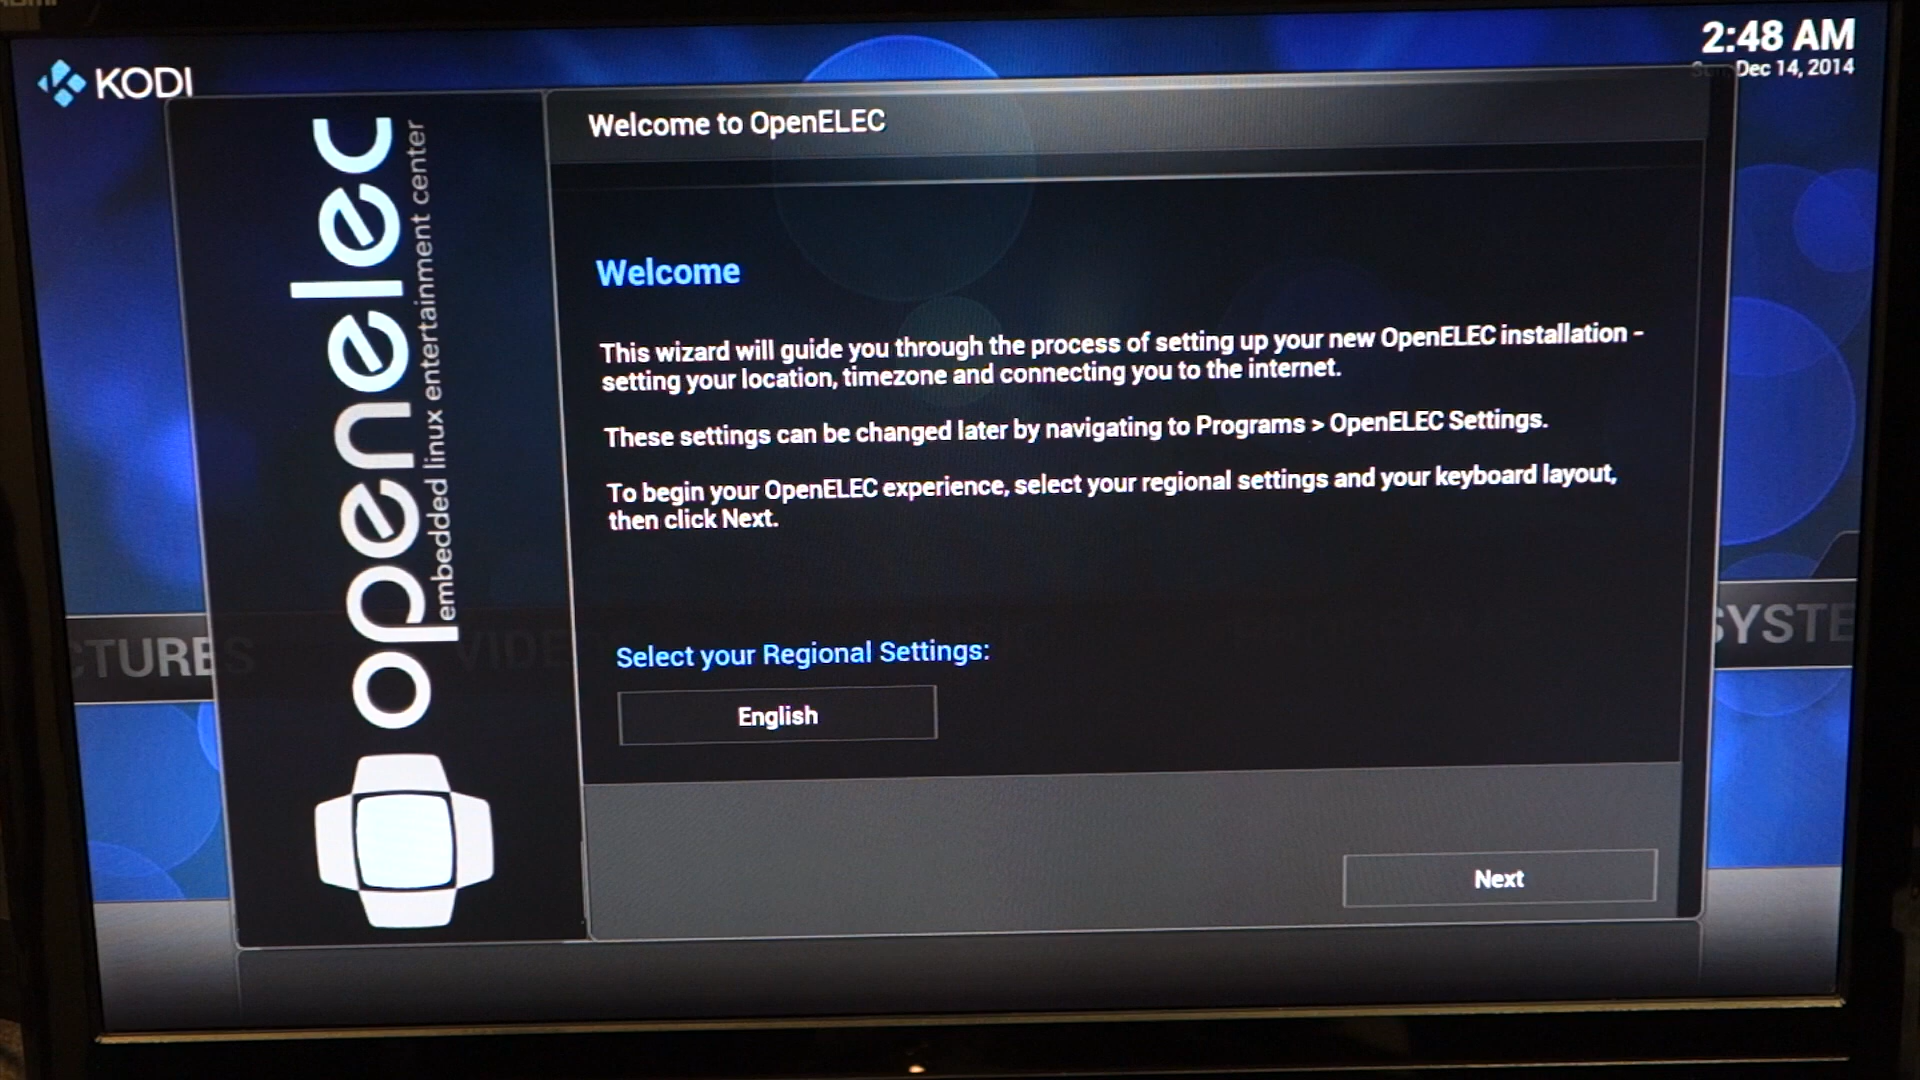 KODI
2:48 AM
Dec 14, 2014
openelec
embedded linux entertainment center
Welcome to OpenELEC
Welcome
This wizard will guide you through the process of setting up your new OpenELEC installation -
setting your location, timezone and connecting you to the internet.
These settings can be changed later by navigating to Programs > OpenELEC Settings.
To begin your OpenELEC experience, select your regional settings and your keyboard layout,
then click Next.
CTURES
VIDE
SYSTE
Select your Regional Settings:
English
Next